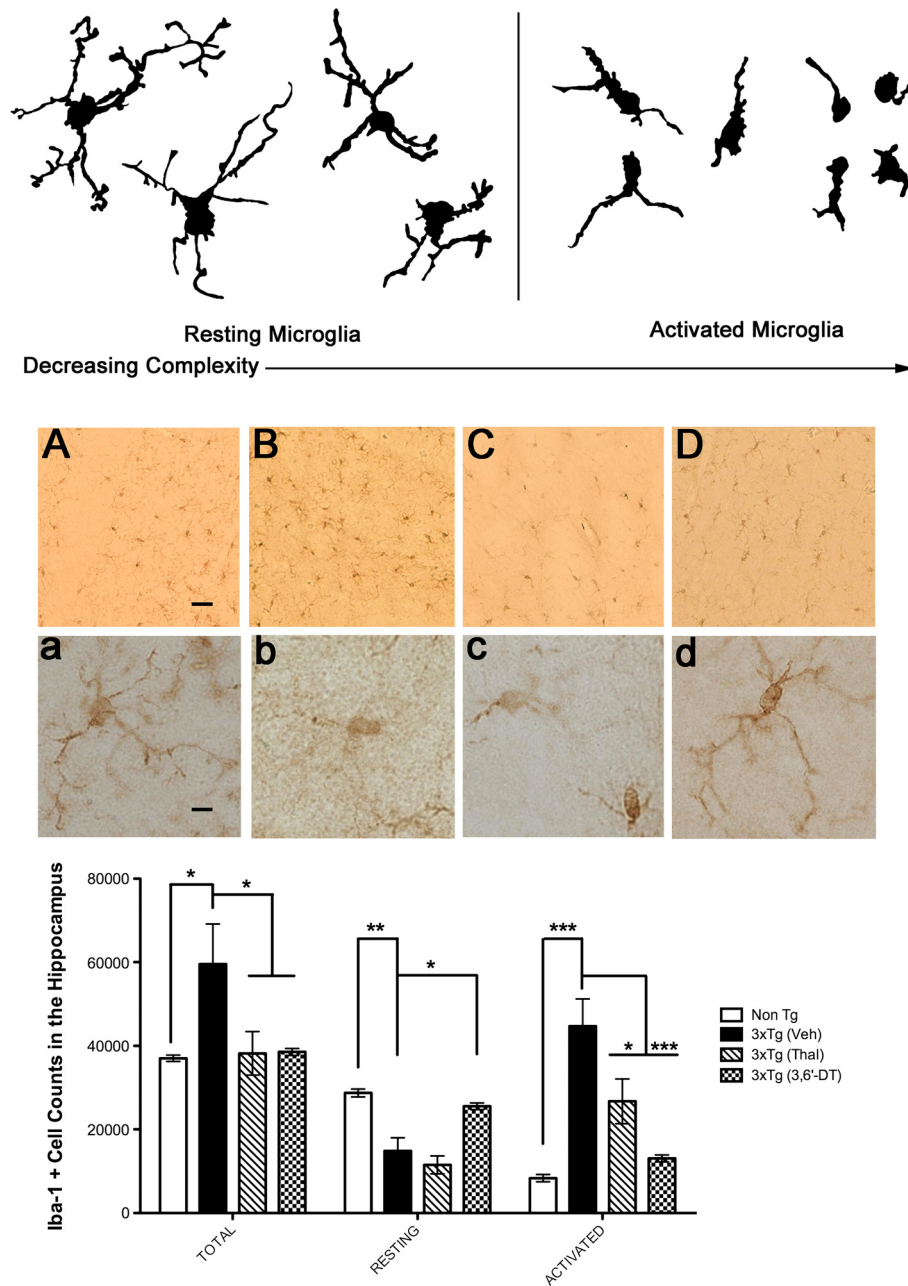 Resting Microglia
Activated Microglia
Decreasing Complexity
A
B
C
D
a
b
c
d
Iba-1 + Cell Counts in the Hippocampus
80000
60000
40000
20000
0
*
*
**
*
***
*
***
TOTAL
RESTING
ACTIVATED
Non Tg
3xTg (Veh)
3xTg (Thal)
3xTg (3,6'-DT)